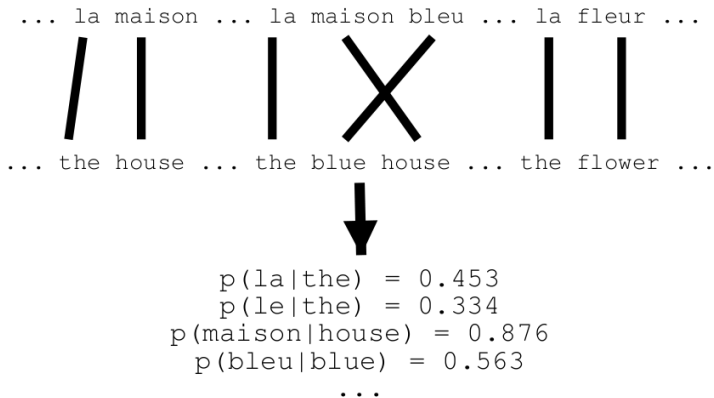 ... la maison ... la maison bleu ... la fleur ...
... the house ... the blue house ... the flower ...
p(la|the) = 0.453
p(le|the) = 0.334
p(maison|house) = 0.876
p(bleu|blue) = 0.563
...